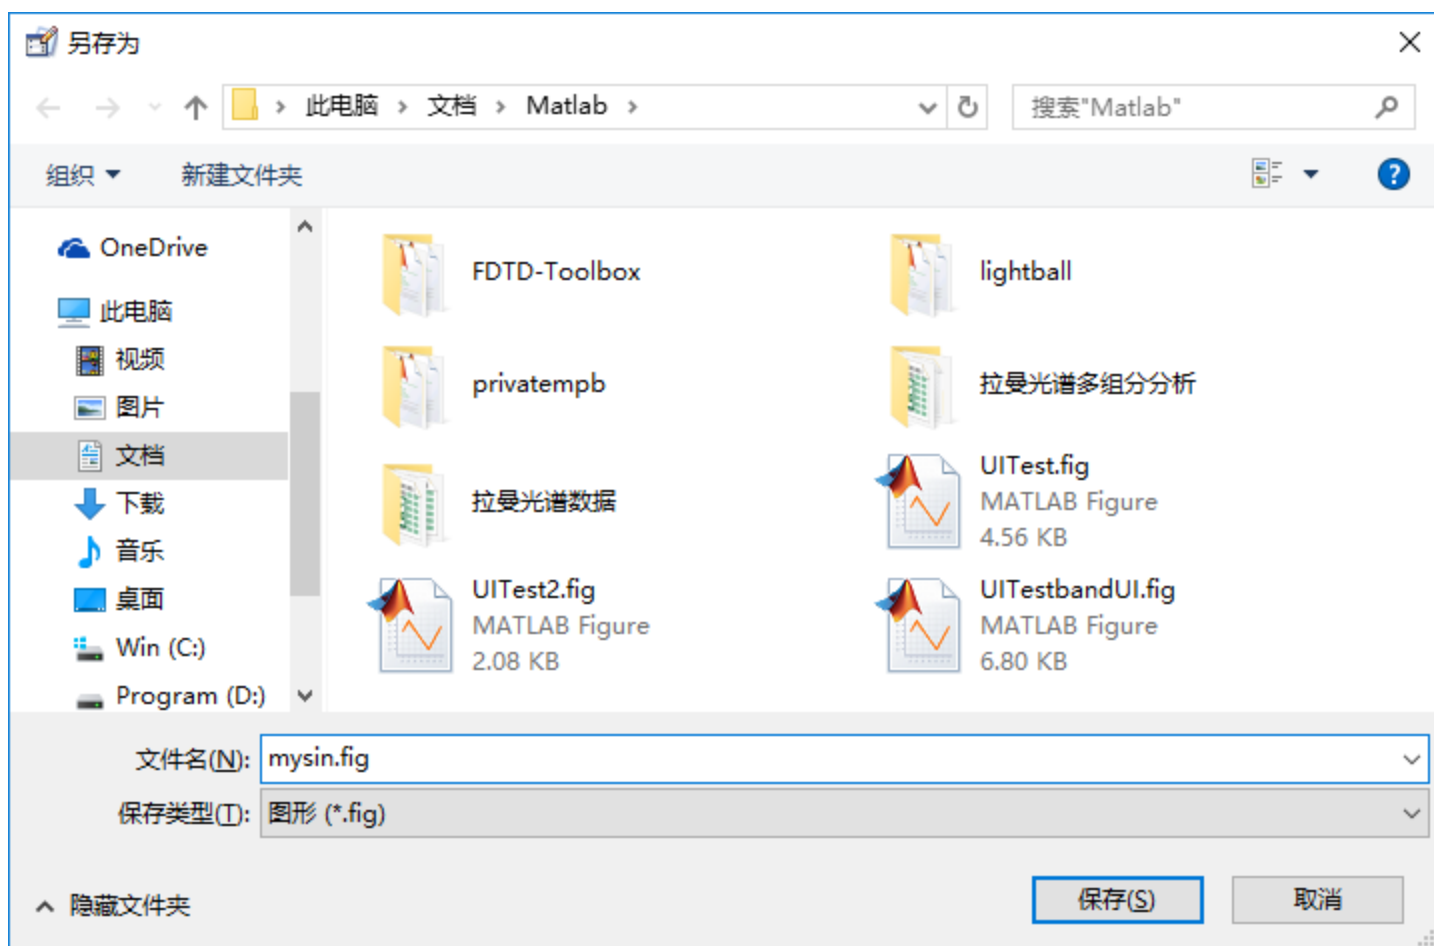 另存为
此电脑 > 文档 > Matlab >
搜索"Matlab"
组织
新建文件夹
?
OneDrive
此电脑
视频
图片
文档
下载
音乐
桌面
Win (C:)
Program (D:)
FDTD-Toolbox
lightball
privatempb
拉曼光谱多组分分析
拉曼光谱数据
UITest.fig
MATLAB Figure
4.56 KB
UITest2.fig
MATLAB Figure
2.08 KB
UITestbandUI.fig
MATLAB Figure
6.80 KB
文件名(N): mysin.fig
保存类型(T): 图形 (*.fig)
隐藏文件夹
保存(S)
取消